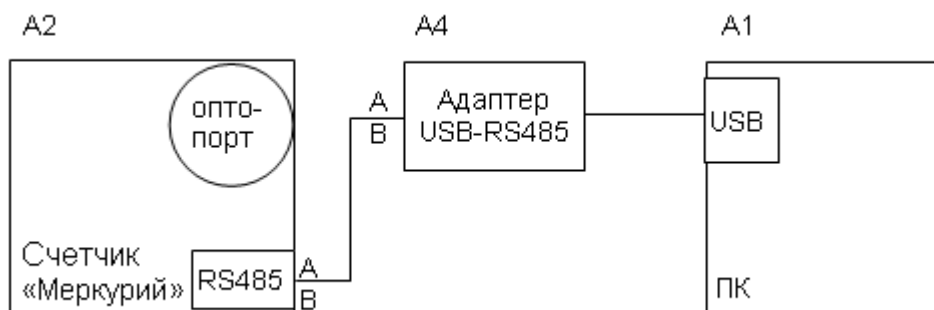 A2
A4
A1
опто-
порт
A
B
Адаптер
USB-RS485
USB
Счетчик
«Меркурий»
RS485
A
B
ПК